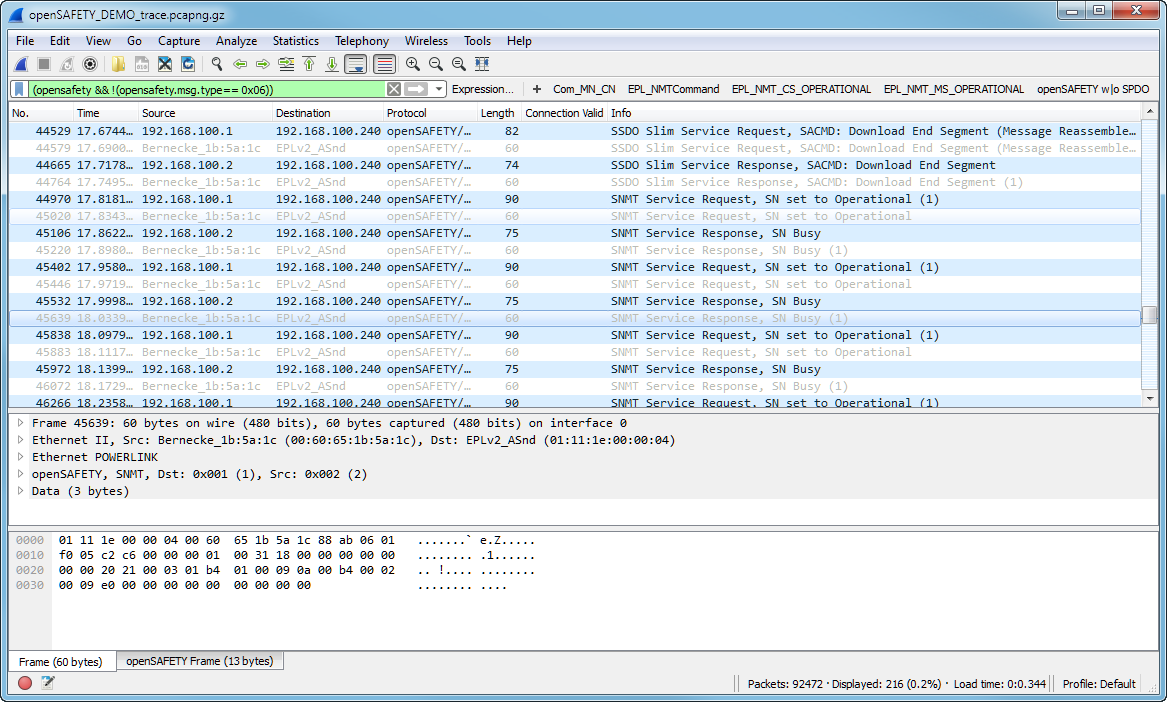 openSAFETY_DEMO_trace.pcapng.gz
File Edit View Go Capture Analyze Statistics Telephony Wireless Tools Help
(opensafety && !(opensafety.msg.type== 0x06)) Expression... + Com_MN_CN EPL_NMTCommand EPL_NMT_CS_OPERATIONAL EPL_NMT_MS_OPERATIONAL openSAFETY w|o SPDO
No. Time Source Destination Protocol Length Connection Valid Info
44529 17.6744… 192.168.100.1 192.168.100.240 openSAFETY/… 82 SSDO Slim Service Request, SACMD: Download End Segment (Message Reassemble…
44579 17.6900… Bernecke_1b:5a:1c EPLv2_ASnd openSAFETY/… 60 SSDO Slim Service Request, SACMD: Download End Segment (Message Reassemble…
44665 17.7178… 192.168.100.2 192.168.100.240 openSAFETY/… 74 SSDO Slim Service Response, SACMD: Download End Segment
44764 17.7495… Bernecke_1b:5a:1c EPLv2_ASnd openSAFETY/… 60 SSDO Slim Service Response, SACMD: Download End Segment (1)
44970 17.8181… 192.168.100.1 192.168.100.240 openSAFETY/… 90 SNMT Service Request, SN set to Operational (1)
45020 17.8343… Bernecke_1b:5a:1c EPLv2_ASnd openSAFETY/… 60 SNMT Service Request, SN set to Operational
45106 17.8622… 192.168.100.2 192.168.100.240 openSAFETY/… 75 SNMT Service Response, SN Busy
45220 17.8980… Bernecke_1b:5a:1c EPLv2_ASnd openSAFETY/… 60 SNMT Service Response, SN Busy (1)
45402 17.9580… 192.168.100.1 192.168.100.240 openSAFETY/… 90 SNMT Service Request, SN set to Operational (1)
45446 17.9719… Bernecke_1b:5a:1c EPLv2_ASnd openSAFETY/… 60 SNMT Service Request, SN set to Operational
45532 17.9998… 192.168.100.2 192.168.100.240 openSAFETY/… 75 SNMT Service Response, SN Busy
45639 18.0339… Bernecke_1b:5a:1c EPLv2_ASnd openSAFETY/… 60 SNMT Service Response, SN Busy (1)
45838 18.0979… 192.168.100.1 192.168.100.240 openSAFETY/… 90 SNMT Service Request, SN set to Operational (1)
45883 18.1117… Bernecke_1b:5a:1c EPLv2_ASnd openSAFETY/… 60 SNMT Service Request, SN set to Operational
45972 18.1399… 192.168.100.2 192.168.100.240 openSAFETY/… 75 SNMT Service Response, SN Busy
46072 18.1729… Bernecke_1b:5a:1c EPLv2_ASnd openSAFETY/… 60 SNMT Service Response, SN Busy (1)
46266 18.2358… 192.168.100.1 192.168.100.240 openSAFETY/… 90 SNMT Service Request, SN set to Operational (1)
Frame 45639: 60 bytes on wire (480 bits), 60 bytes captured (480 bits) on interface 0
Ethernet II, Src: Bernecke_1b:5a:1c (00:60:65:1b:5a:1c), Dst: EPLv2_ASnd (01:11:1e:00:00:04)
Ethernet POWERLINK
openSAFETY, SNMT, Dst: 0x001 (1), Src: 0x002 (2)
Data (3 bytes)
0000 01 11 1e 00 00 04 00 60 65 1b 5a 1c 88 ab 06 01 .......` e.Z.....
0010 f0 05 c2 c6 00 00 00 01 00 31 18 00 00 00 00 00 ........ .1......
0020 00 00 20 21 00 03 01 b4 01 00 09 0a 00 b4 00 02 .. !.... ........
0030 00 09 e0 00 00 00 00 00 00 00 00 00 ........ ....
Frame (60 bytes) openSAFETY Frame (13 bytes)
Packets: 92472 · Displayed: 216 (0.2%) · Load time: 0:0.344 Profile: Default